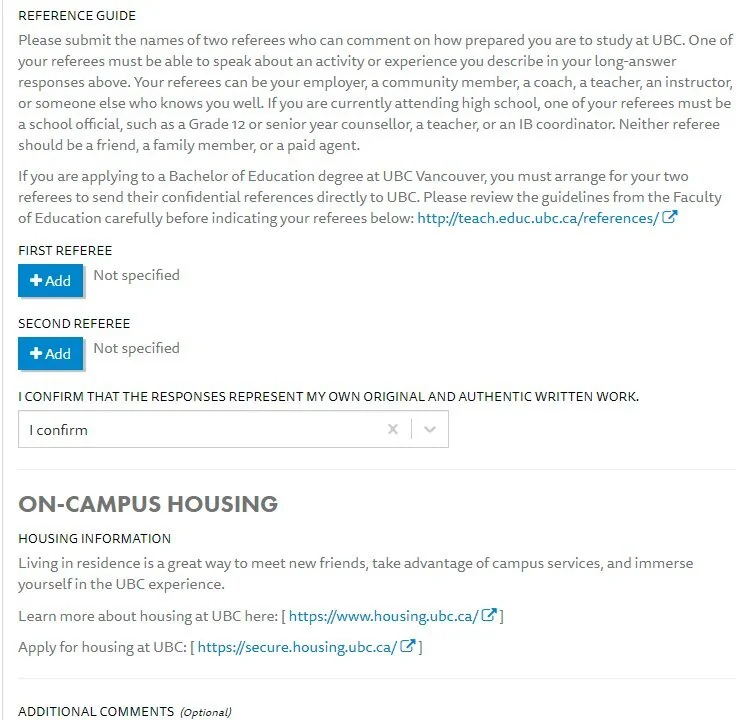 REFERENCE GUIDE
Please submit the names of two referees who can comment on how prepared you are to study at UBC. One of
your referees must be able to speak about an activity or experience you describe in your long-answer
responses above. Your referees can be your employer, a community member, a coach, a teacher, an instructor,
or someone else who knows you well. If you are currently attending high school, one of your referees must be
a school official, such as a Grade 12 or senior year counsellor, a teacher, or an IB coordinator. Neither referee
should be a friend, a family member, or a paid agent.
If you are applying to a Bachelor of Education degree at UBC Vancouver, you must arrange for your two
referees to send their confidential references directly to UBC. Please review the guidelines from the Faculty
of Education carefully before indicating your referees below: http://teach.educ.ubc.ca/references/
FIRST REFEREE
+ Add Not specified
SECOND REFEREE
+ Add Not specified
I CONFIRM THAT THE RESPONSES REPRESENT MY OWN ORIGINAL AND AUTHENTIC WRITTEN WORK.
I confirm
ON-CAMPUS HOUSING
HOUSING INFORMATION
Living in residence is a great way to meet new friends, take advantage of campus services, and immerse
yourself in the UBC experience.
Learn more about housing at UBC here: [ https://www.housing.ubc.ca/ ]
Apply for housing at UBC: [ https://secure.housing.ubc.ca/ ]
ADDITIONAL COMMENTS (Optional)